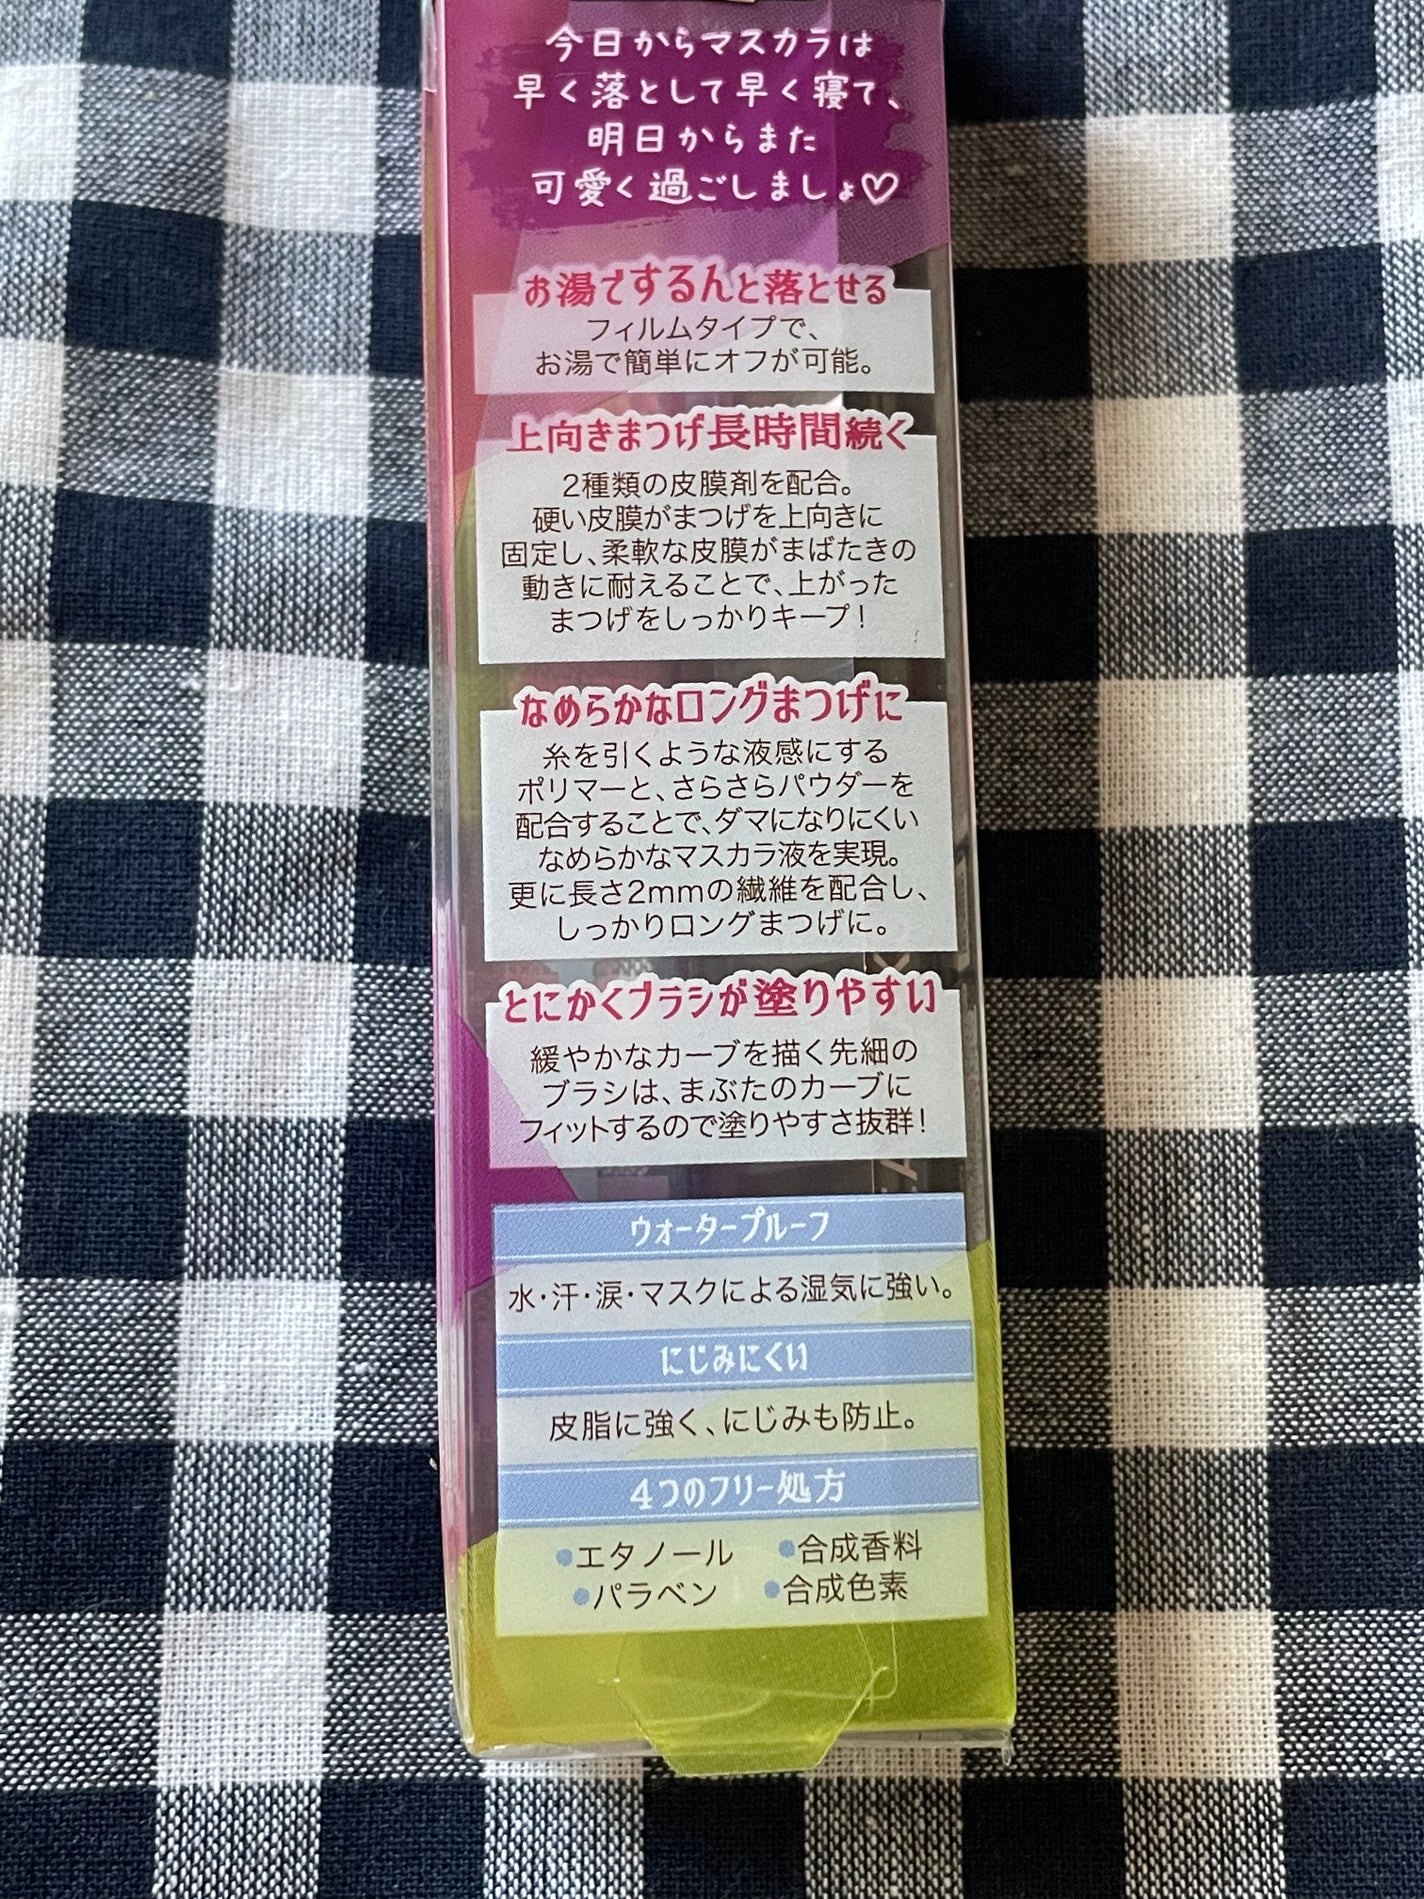 今日からマスカラは
早く落として早く寝て、
明日からまた
可愛く過ごしましょ♡
お湯でするんと落とせる
フィルムタイプで、
お湯で簡単にオフが可能。
上向きまつげ長時間続く
2種類の皮膜剤を配合。
硬い皮膜がまつげを上向きに
固定し、柔軟な皮膜がまばたきの
動きに耐えることで、上がった
まつげをしっかりキープ!
なめらかなロングまつげに
糸を引くような液感にする
ポリマーと、さらさらパウダーを
配合することで、ダマになりにくい
なめらかなマスカラ液を実現。
更に長さ2mmの繊維を配合し、
しっかりロングまつげに。
とにかくブラシが塗りやすい
緩やかなカーブを描く先細の
ブラシは、まぶたのカーブに
フィットするので塗りやすさ抜群!
ウォータープルーフ
水・汗・涙・マスクによる湿気に強い。
にじみにくい
皮脂に強く、にじみも防止。
4つのフリー処方
●エタノール ●合成香料
●パラベン ●合成色素